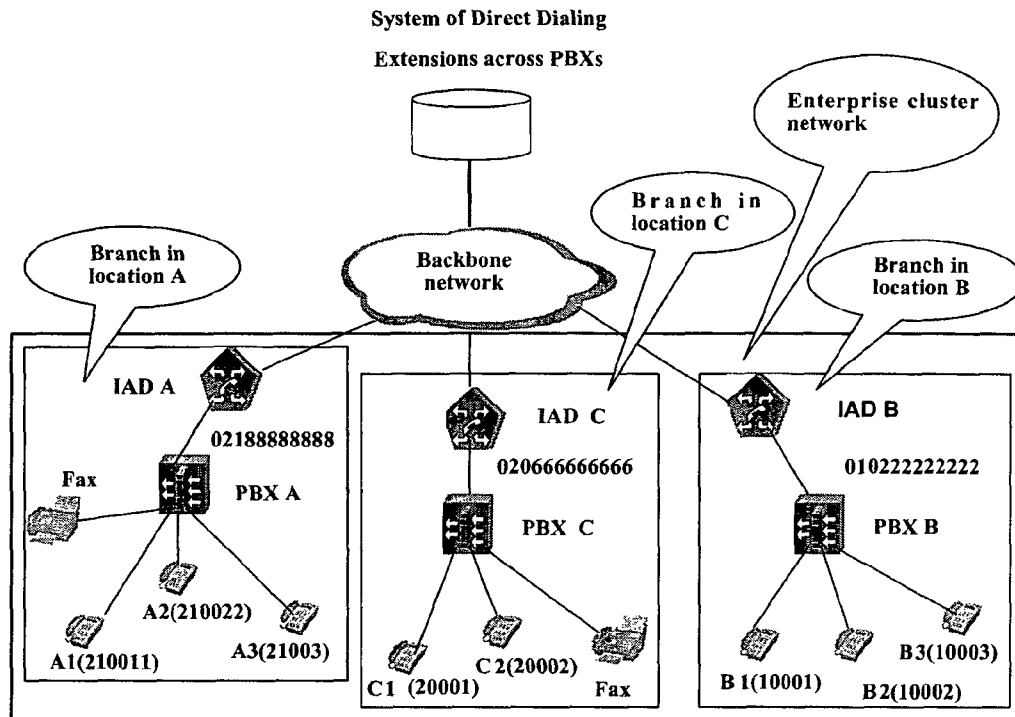 System of Direct Dialing
Extensions across PBXs
Enterprise cluster
network
Branch in
location C
Branch in
location A
Backbone
network
Branch in
location B
IAD A
02188888888
Fax
PBX A
A2(210022)
A1(210011)
A3(21003)
IAD C
020666666666
PBX C
C2(20002)
C1 (20001)
Fax
IAD B
010222222222
PBX B
B3(10003)
B1(10001)
B2(10002)